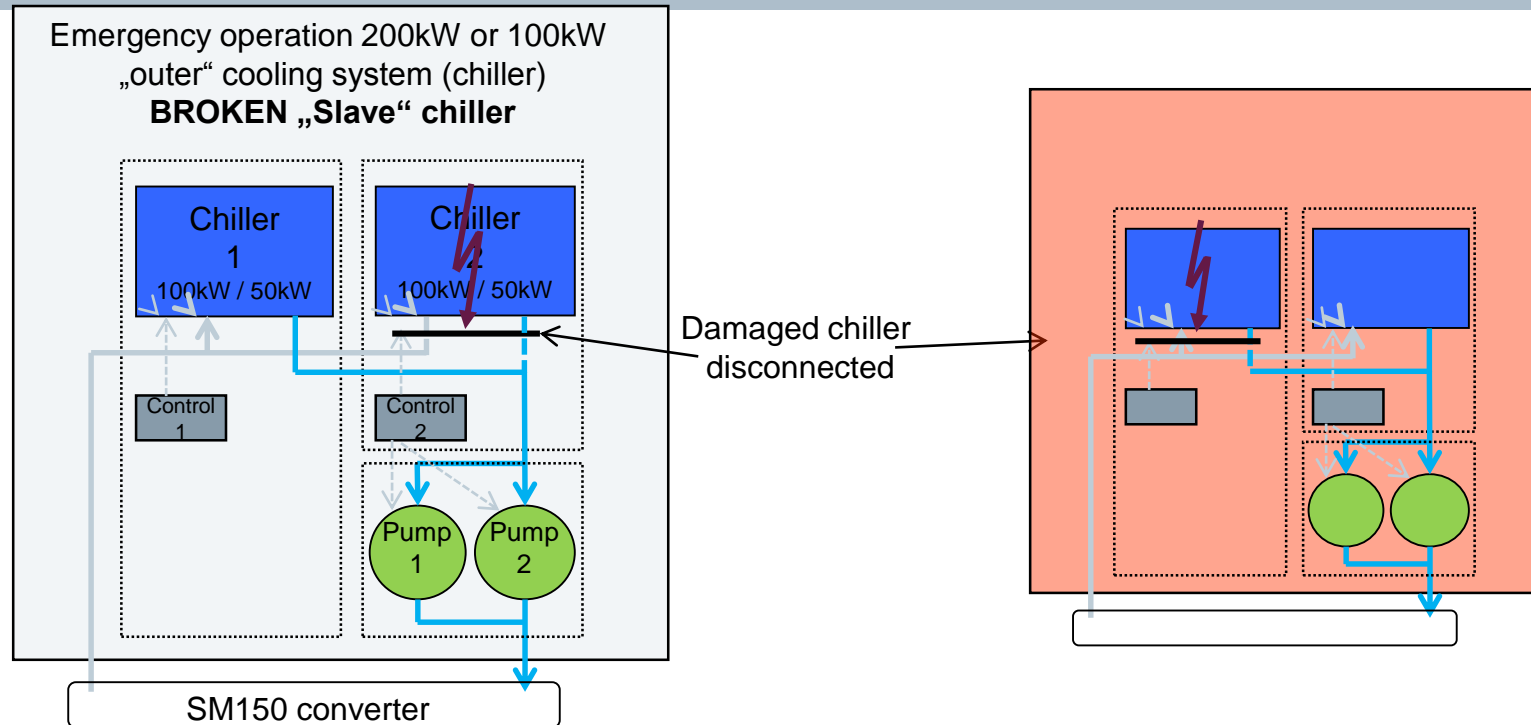 Emergency operation 200kW or 100kW
„outer“ cooling system (chiller)
BROKEN „Slave“ chiller
Chiller
1
100kW / 50kW
Chiller
2
100kW / 50kW
Damaged chiller
disconnected
Control
1
Control
2
Pump
1
Pump
2
SM150 converter